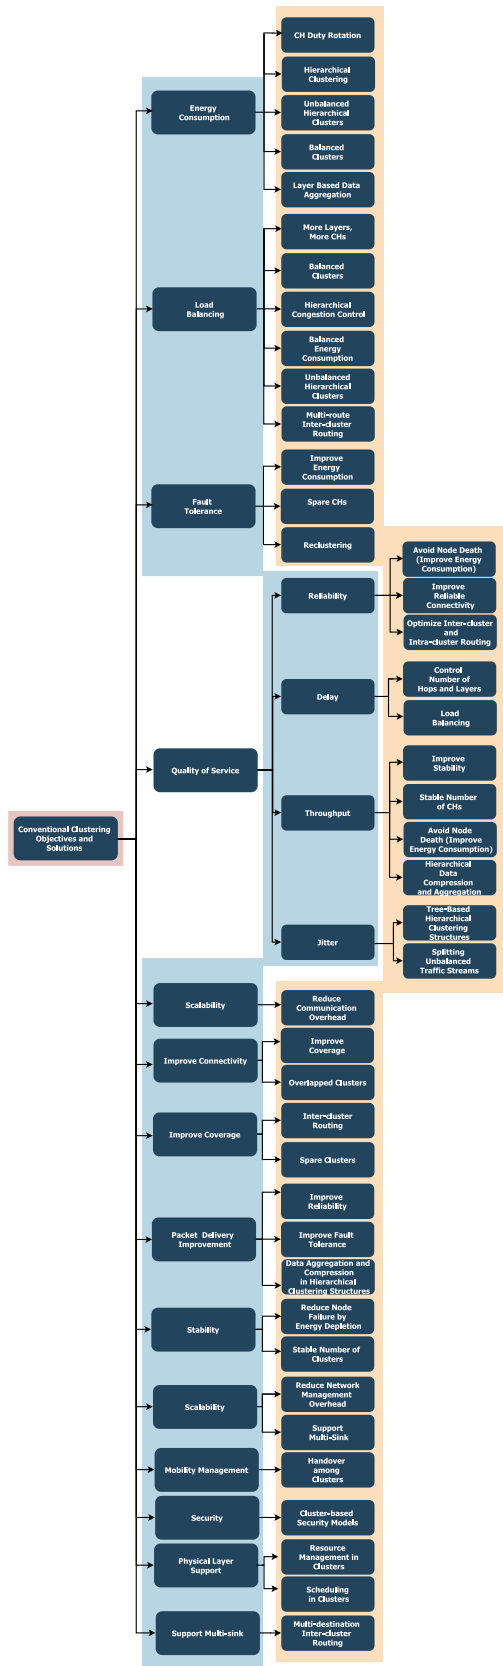 CH Duty Rotation
Hierarchical
Clustering
Energy
Consumption
Unbalanced
Hierarchical
Clusters
Balanced
Clusters
Layer Based Data
Aggregation
More Layers,
More CHs
Balanced
Clusters
Load
Balancing
Hierarchical
Congestion Control
Balanced
Energy
Consumption
Unbalanced
Hierarchical
Clusters
Multi-route
Inter-cluster
Routing
Improve
Energy
Consumption
Fault
Tolerance
Spare CHs
Reclustering
Avoid Node Death
(Improve Energy
Consumption)
Reliability
Improve
Reliable
Connectivity
Optimize Inter-cluster
and
Intra-cluster Routing
Control
Number of
Hops and Layers
Delay
Load
Balancing
Quality of Service
Improve
Stability
Stable Number
of CHs
Throughput
Avoid Node
Death (Improve
Energy Consumption)
Conventional Clustering
Objectives and
Solutions
Hierarchical
Data
Compression
and Aggregation
Tree-Based
Hierarchical
Clustering
Structures
Jitter
Splitting
Unbalanced
Traffic Streams
Scalability
Reduce
Communication
Overhead
Improve Connectivity
Improve
Coverage
Overlapped Clusters
Improve Coverage
Inter-cluster
Routing
Spare Clusters
Improve
Reliability
Packet Delivery
Improvement
Improve Fault
Tolerance
Data Aggregation and
Compression
in Hierarchical
Clustering Structures
Reduce Node
Failure by
Energy Depletion
Stability
Stable Number of
Clusters
Reduce Network
Management
Overhead
Scalability
Support
Multi-Sink
Mobility Management
Handover
among
Clusters
Security
Cluster-based
Security Models
Physical Layer
Support
Resource
Management in
Clusters
Scheduling
in Clusters
Support Multi-sink
Multi-destination
Inter-cluster
Routing